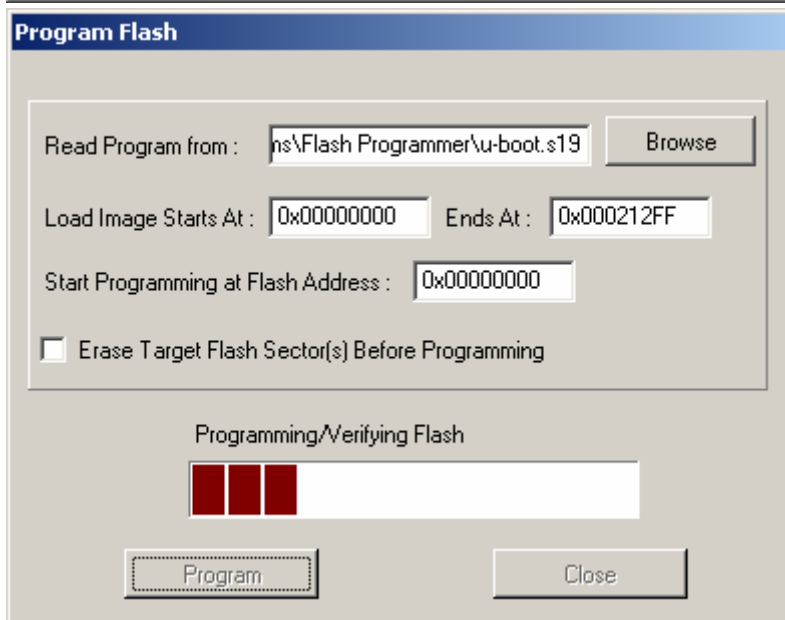 Program Flash
Read Program from : ns\Flash Programmer\u-boot.s19 Browse
Load Image Starts At : 0x00000000 Ends At : 0x000212FF
Start Programming at Flash Address : 0x00000000
Erase Target Flash Sector(s) Before Programming
Programming/Verifying Flash
Program Close